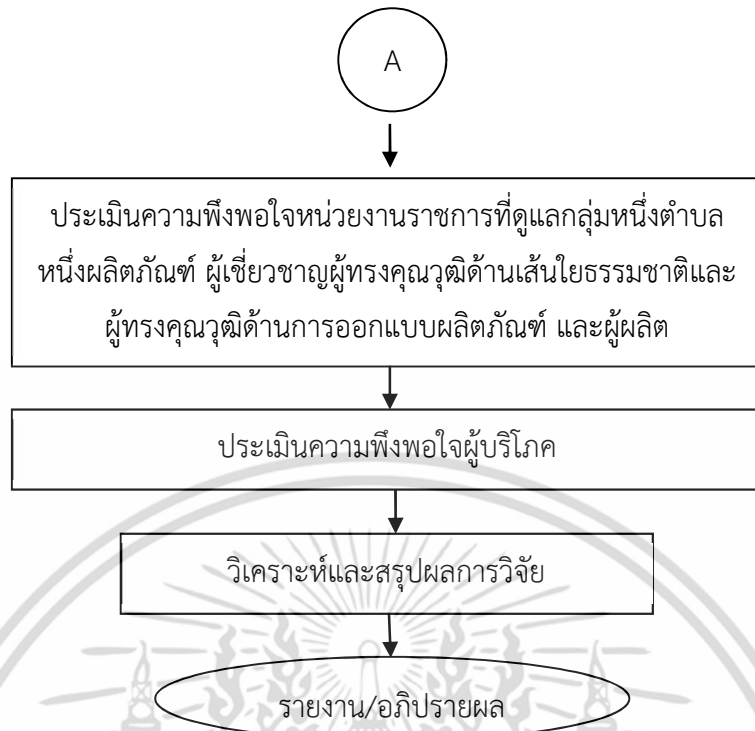 A
ประเมินความพึงพอใจหน่วยงานราชการที่ดูแลกลุ่มหนึ่งตำบล
หนึ่งผลิตภัณฑ์ ผู้เชี่ยวชาญผู้ทรงคุณวุฒิด้านเส้นใยธรรมชาติและ
ผู้ทรงคุณวุฒิด้านการออกแบบผลิตภัณฑ์ และผู้ผลิต
ประเมินความพึงพอใจผู้บริโภค
วิเคราะห์และสรุปผลการวิจัย
รายงาน/อภิปรายผล